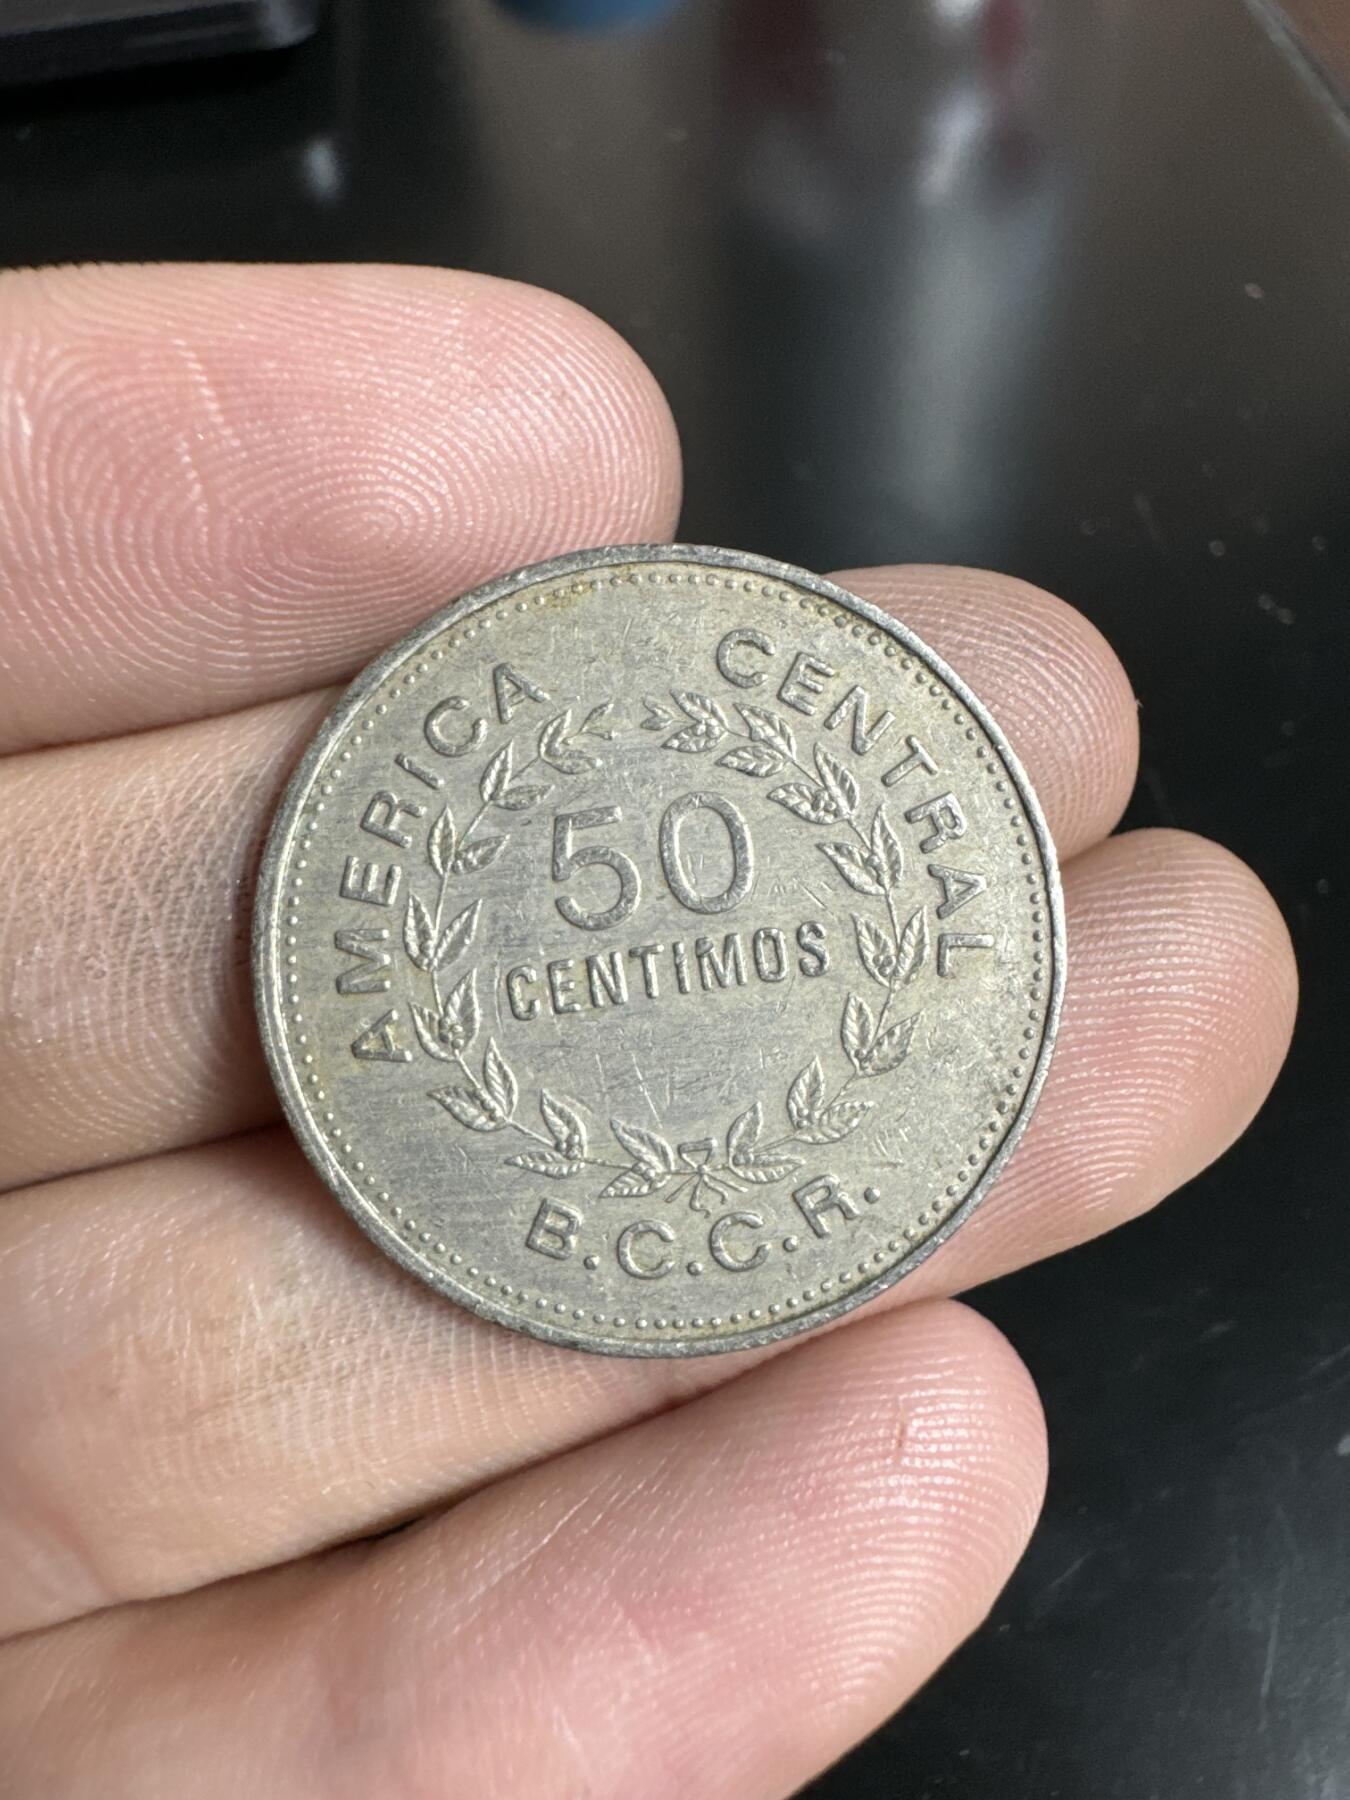 AMERICA CENTRAL
50
CENTIMOS
B.C.C.R.